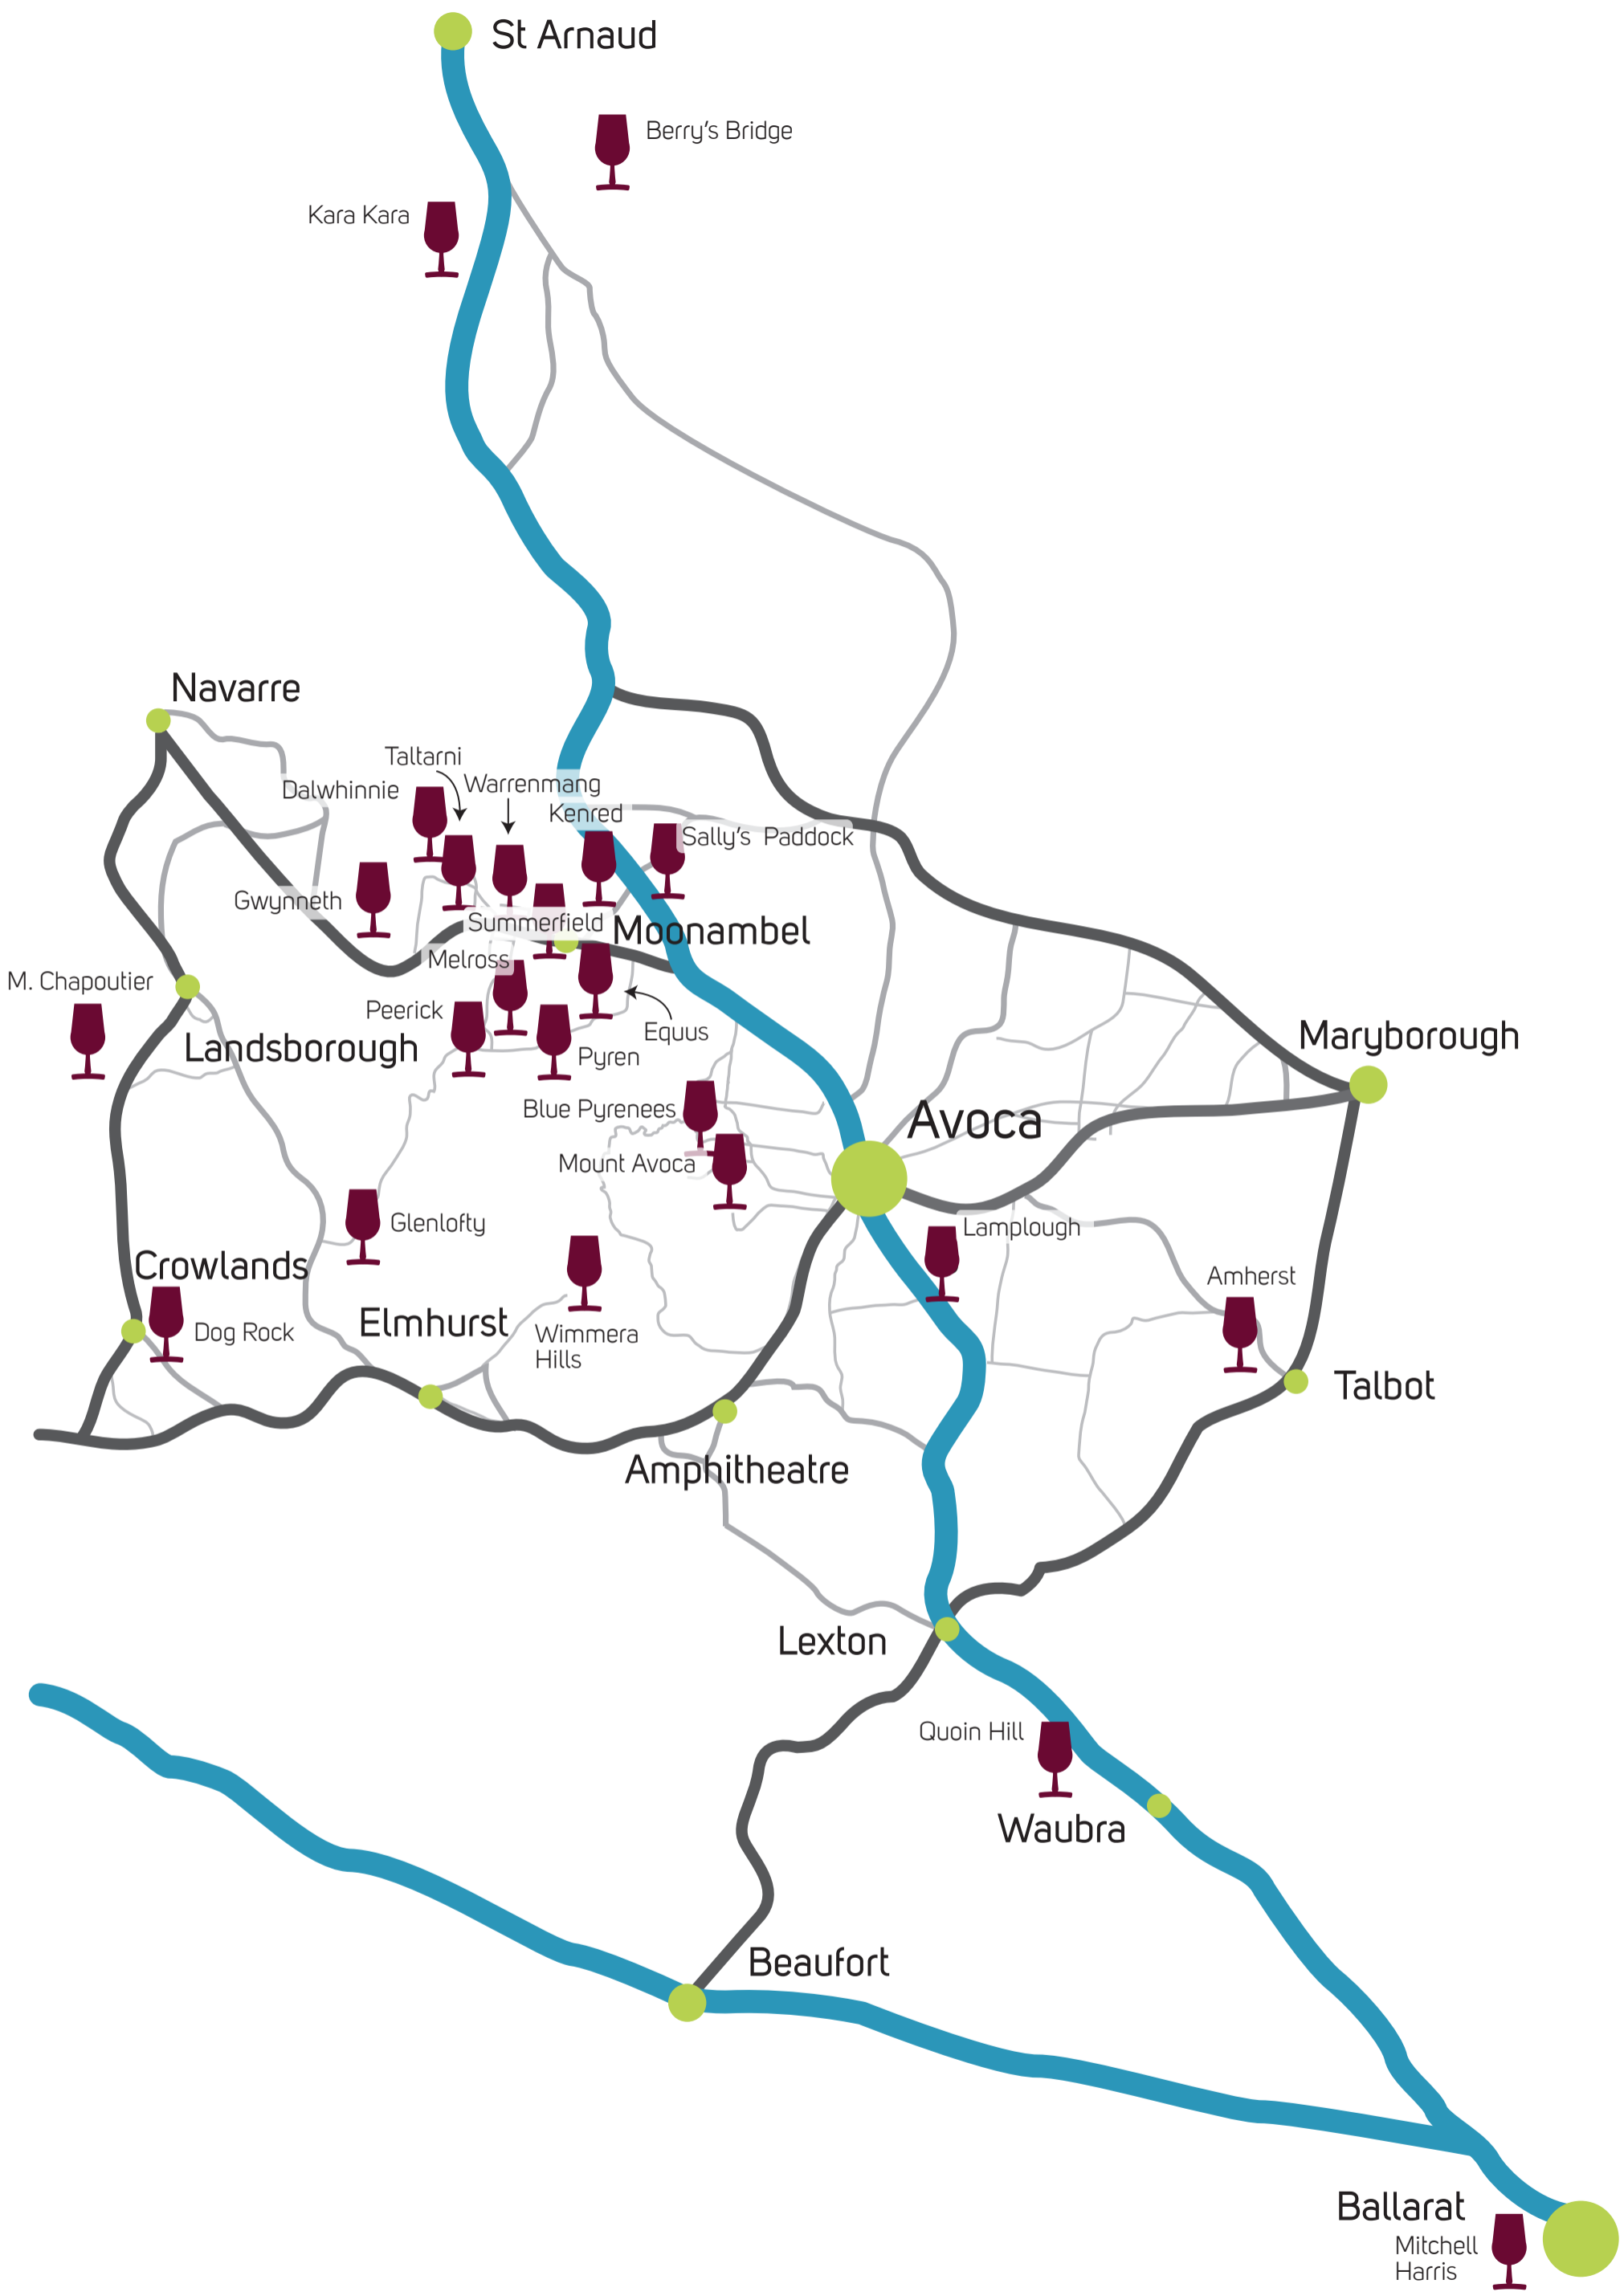 St Arnaud
Berry's Bridge
Kara Kara
Navarre
Taltarni
Warrenmang
Dalwhinnie
Kenred
Sally's Paddock
Gwynneth
Summerfield
Moonambel
Melross
M. Chapoutier
Peerick
Equus
Landsborough
Pyren
Maryborough
Blue Pyrenees
Avoca
Mount Avoca
Glenlofty
Lamplough
Crowlands
Amherst
Elmhurst
Dog Rock
Wimmera
Hills
Talbot
Amphitheatre
Lexton
Quoin Hill
Waubra
Beaufort
Ballarat
Mitchell
Harris